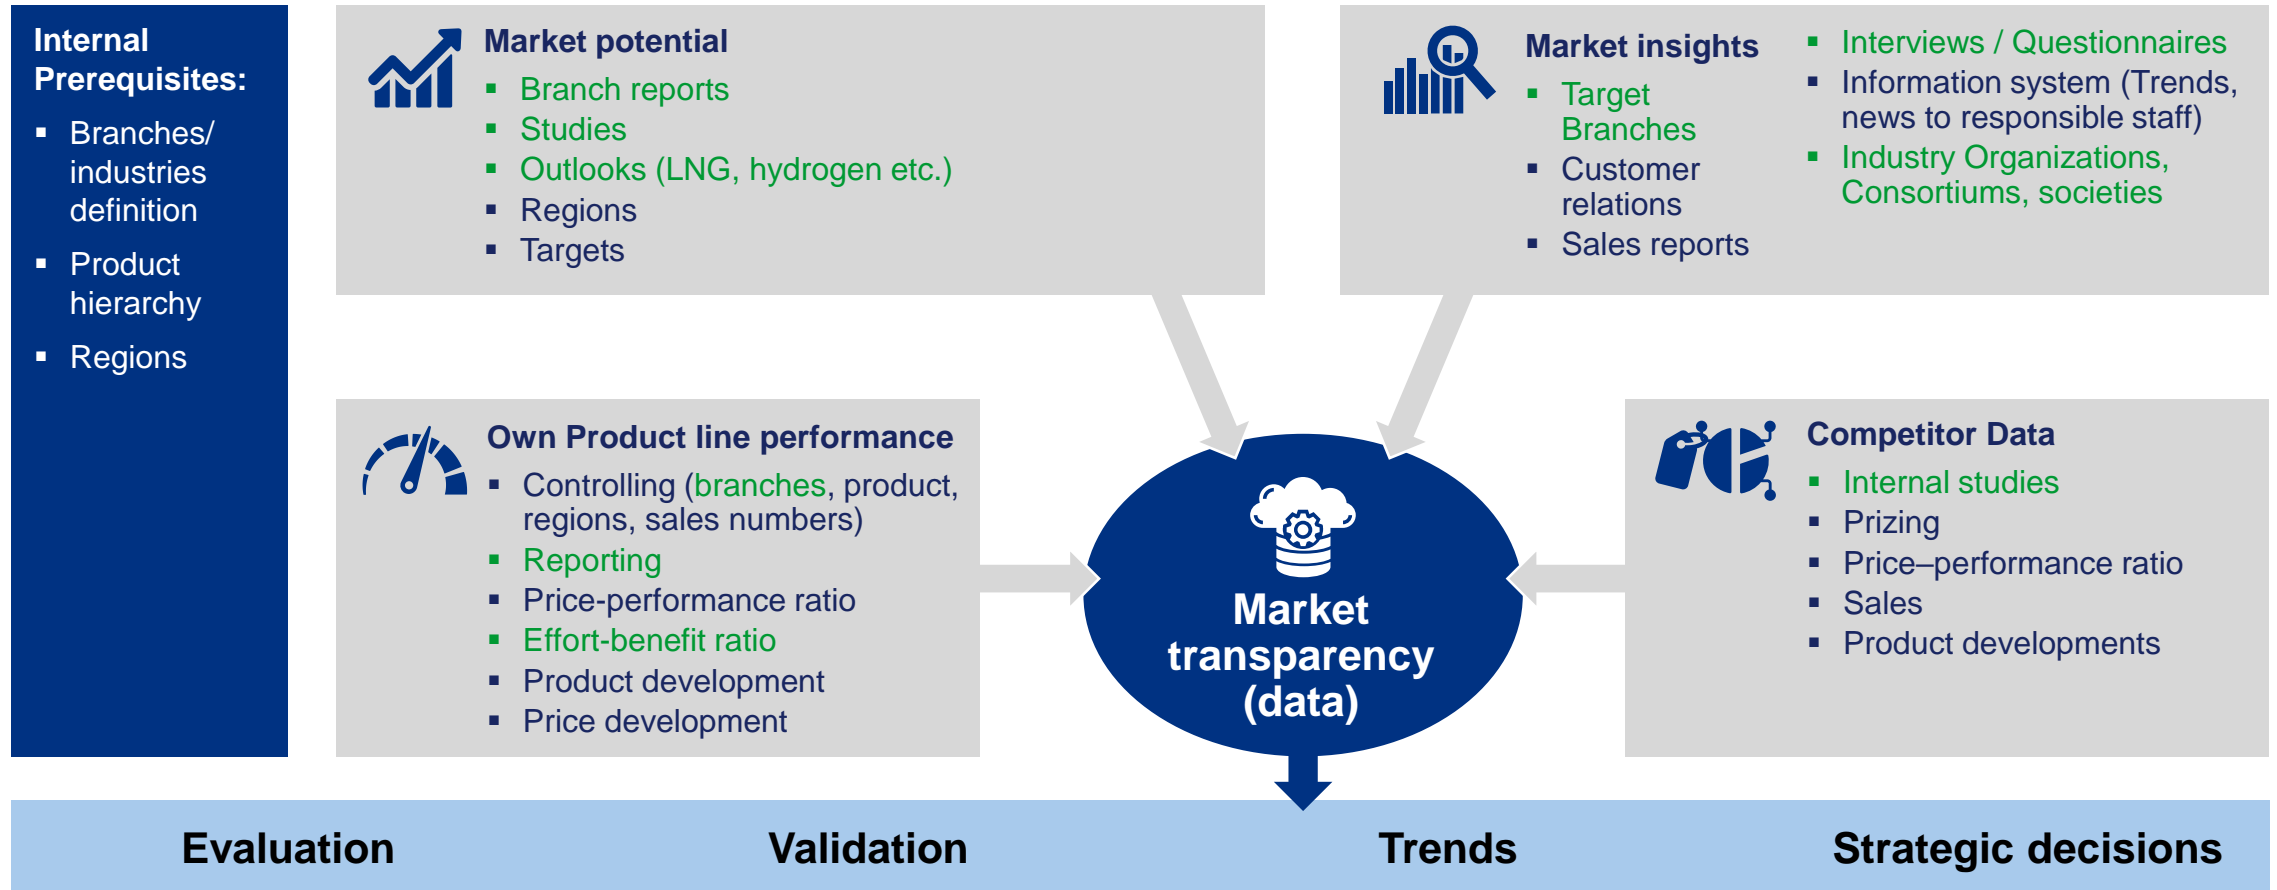 Internal
Prerequisites:
▪ Branches/
industries
definition
▪ Product
hierarchy
▪ Regions
Market potential
▪ Branch reports
▪ Studies
▪ Outlooks (LNG, hydrogen etc.)
▪ Regions
▪ Targets
Market insights
▪ Target
Branches
▪ Customer
relations
▪ Sales reports
▪ Interviews / Questionnaires
▪ Information system (Trends,
news to responsible staff)
▪ Industry Organizations,
Consortiums, societies
Own Product line performance
▪ Controlling (branches, product,
regions, sales numbers)
▪ Reporting
▪ Price-performance ratio
▪ Effort-benefit ratio
▪ Product development
▪ Price development
Market
transparency
(data)
Competitor Data
▪ Internal studies
▪ Prizing
▪ Price–performance ratio
▪ Sales
▪ Product developments
Evaluation
Validation
Trends
Strategic decisions